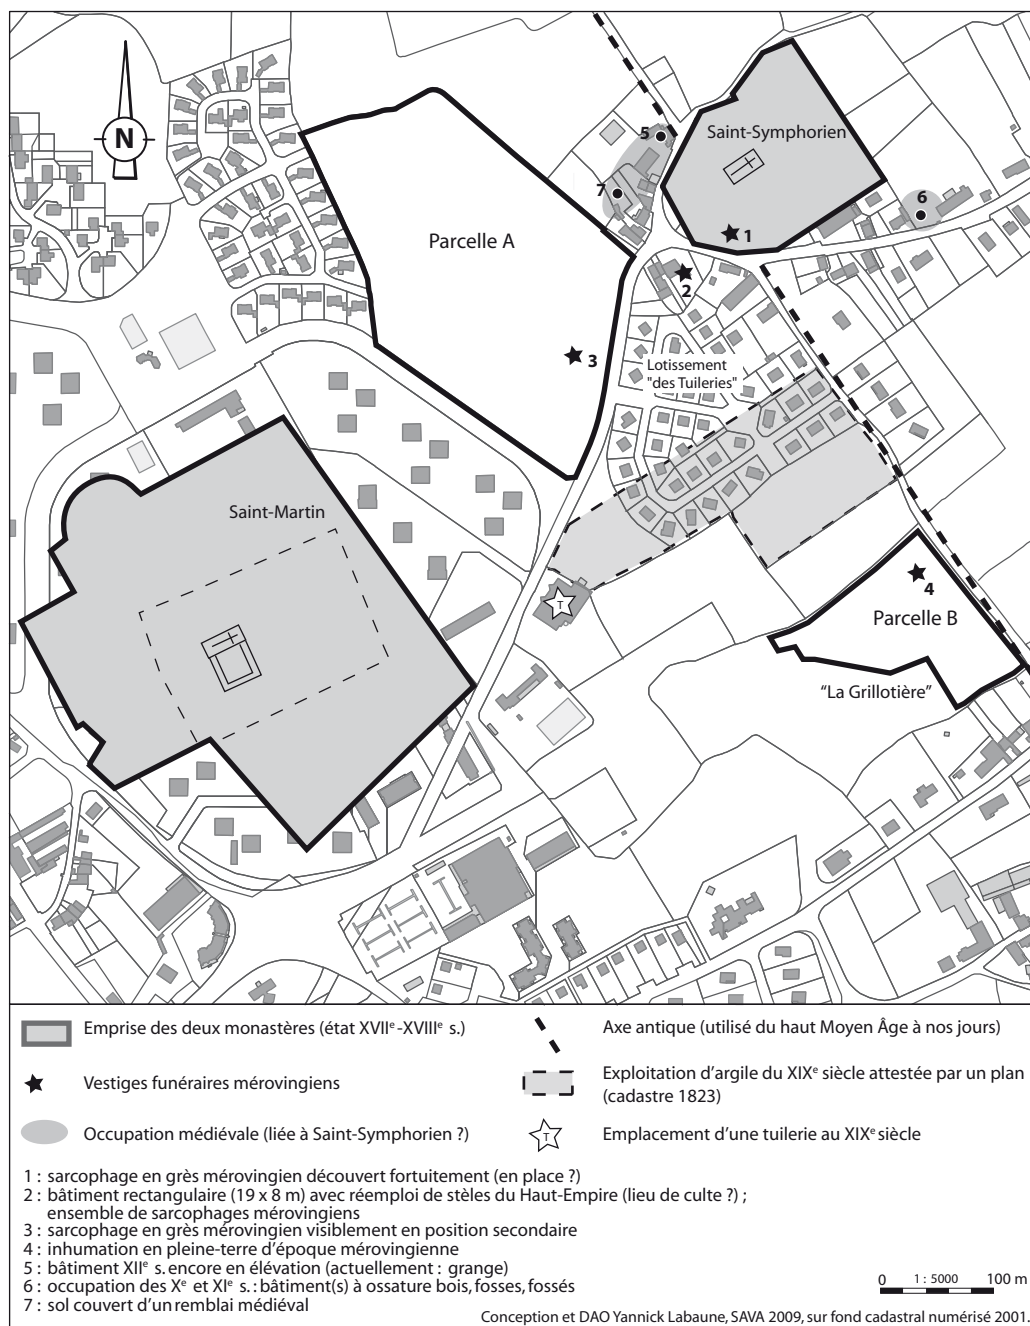 N
Saint-Symphorien
5
7
6
1
Parcelle A
2
3
Lotissement
"des Tuileries"
Saint-Martin
4
T
Parcelle B
“La Grillotière”
Emprise des deux monastères (état XVIIe-XVIIIe s.)
Axe antique (utilisé du haut Moyen Âge à nos jours)
Vestiges funéraires mérovingiens
Exploitation d'argile du XIXe siècle attestée par un plan
(cadastre 1823)
Occupation médiévale (liée à Saint-Symphorien ?)
T
Emplacement d'une tuilerie au XIXe siècle
1 : sarcophage en grès mérovingien découvert fortuitement (en place ?)
2 : bâtiment rectangulaire (19 x 8 m) avec réemploi de stèles du Haut-Empire (lieu de culte ?) ;
ensemble de sarcophages mérovingiens
3 : sarcophage en grès mérovingien visiblement en position secondaire
4 : inhumation en pleine-terre d'époque mérovingienne
5 : bâtiment XIIe s. encore en élévation (actuellement : grange)
6 : occupation des Xe et XIe s. : bâtiment(s) à ossature bois, fosses, fossés
7 : sol couvert d'un remblai médiéval
0 1 : 5000 100 m
Conception et DAO Yannick Labaune, SAVA 2009, sur fond cadastral numérisé 2001.